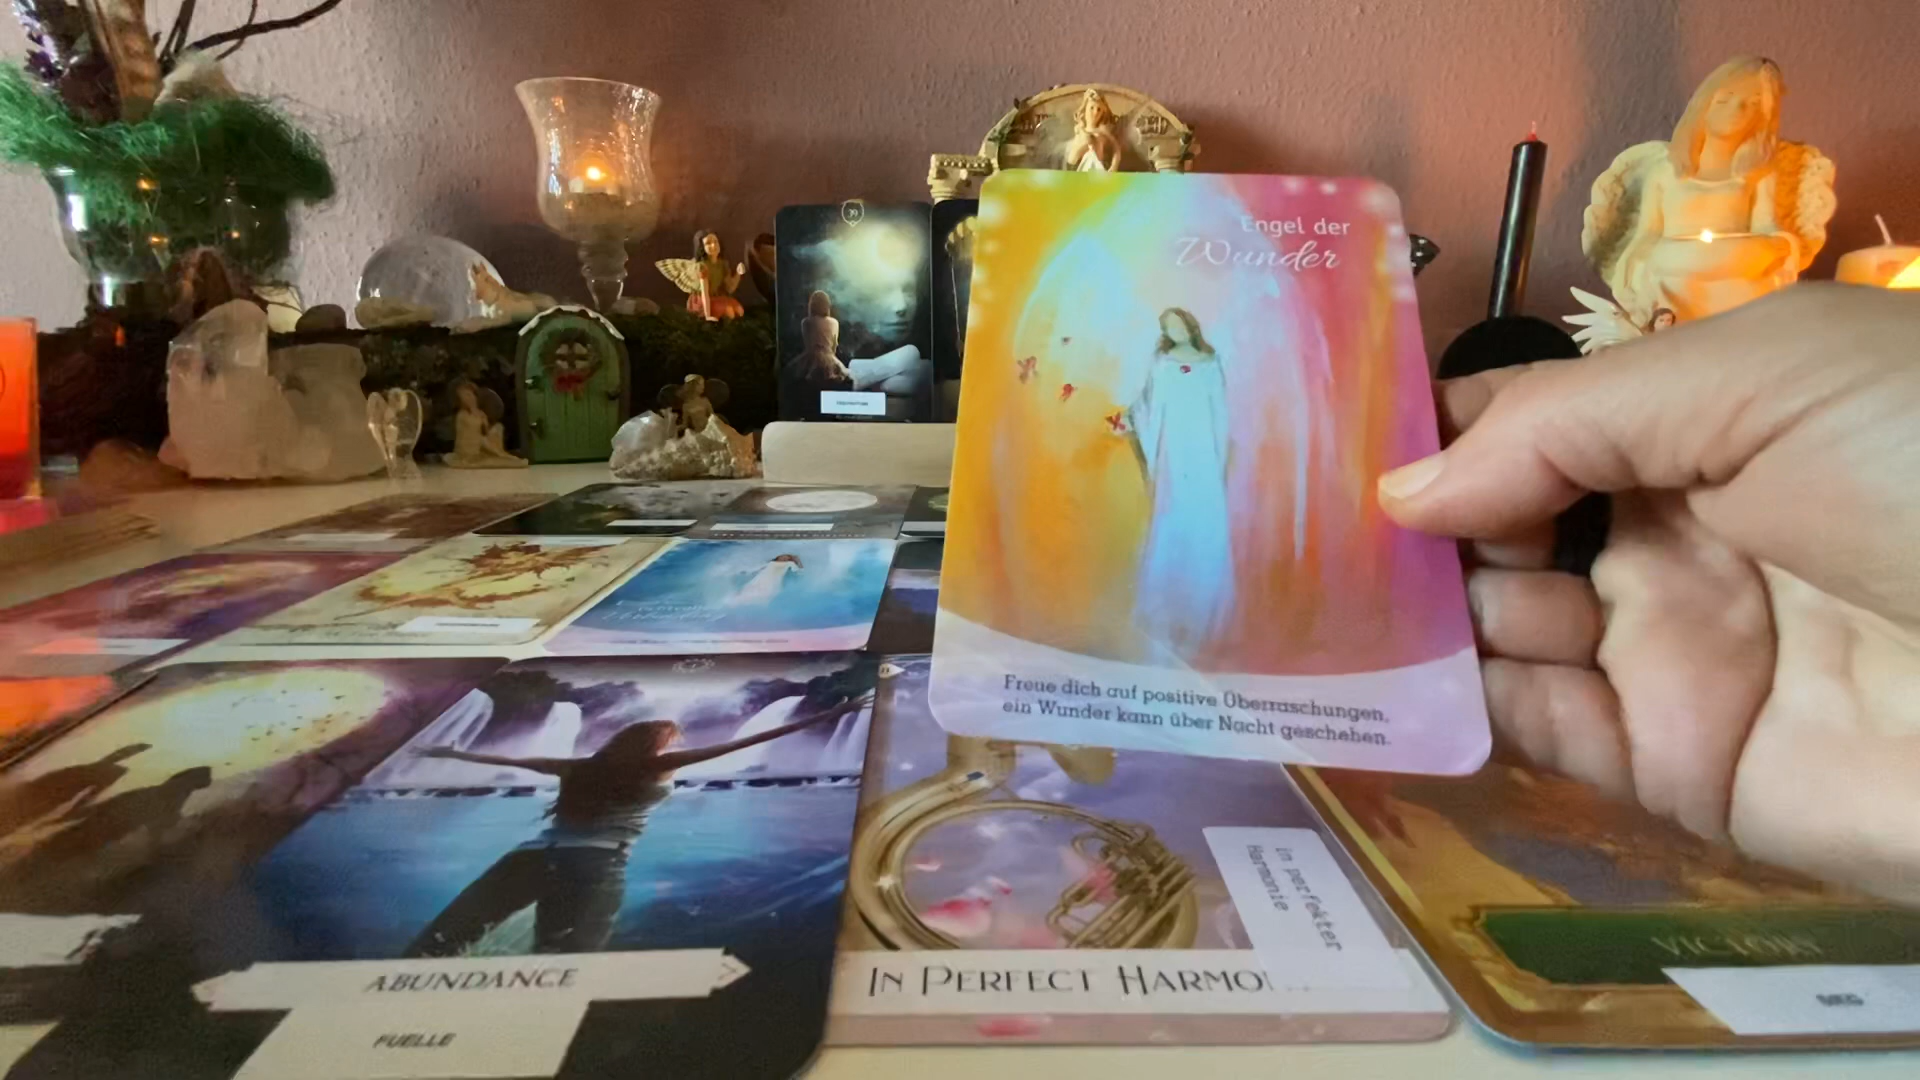 39
Engel der
Wunder
Freue dich auf positive Überraschungen,
ein Wunder kann über Nacht geschehen.
ABUNDANCE
FUELLE
IN PERFECT HARMO
in perfekter
Harmonie
VICTORY
SIEG